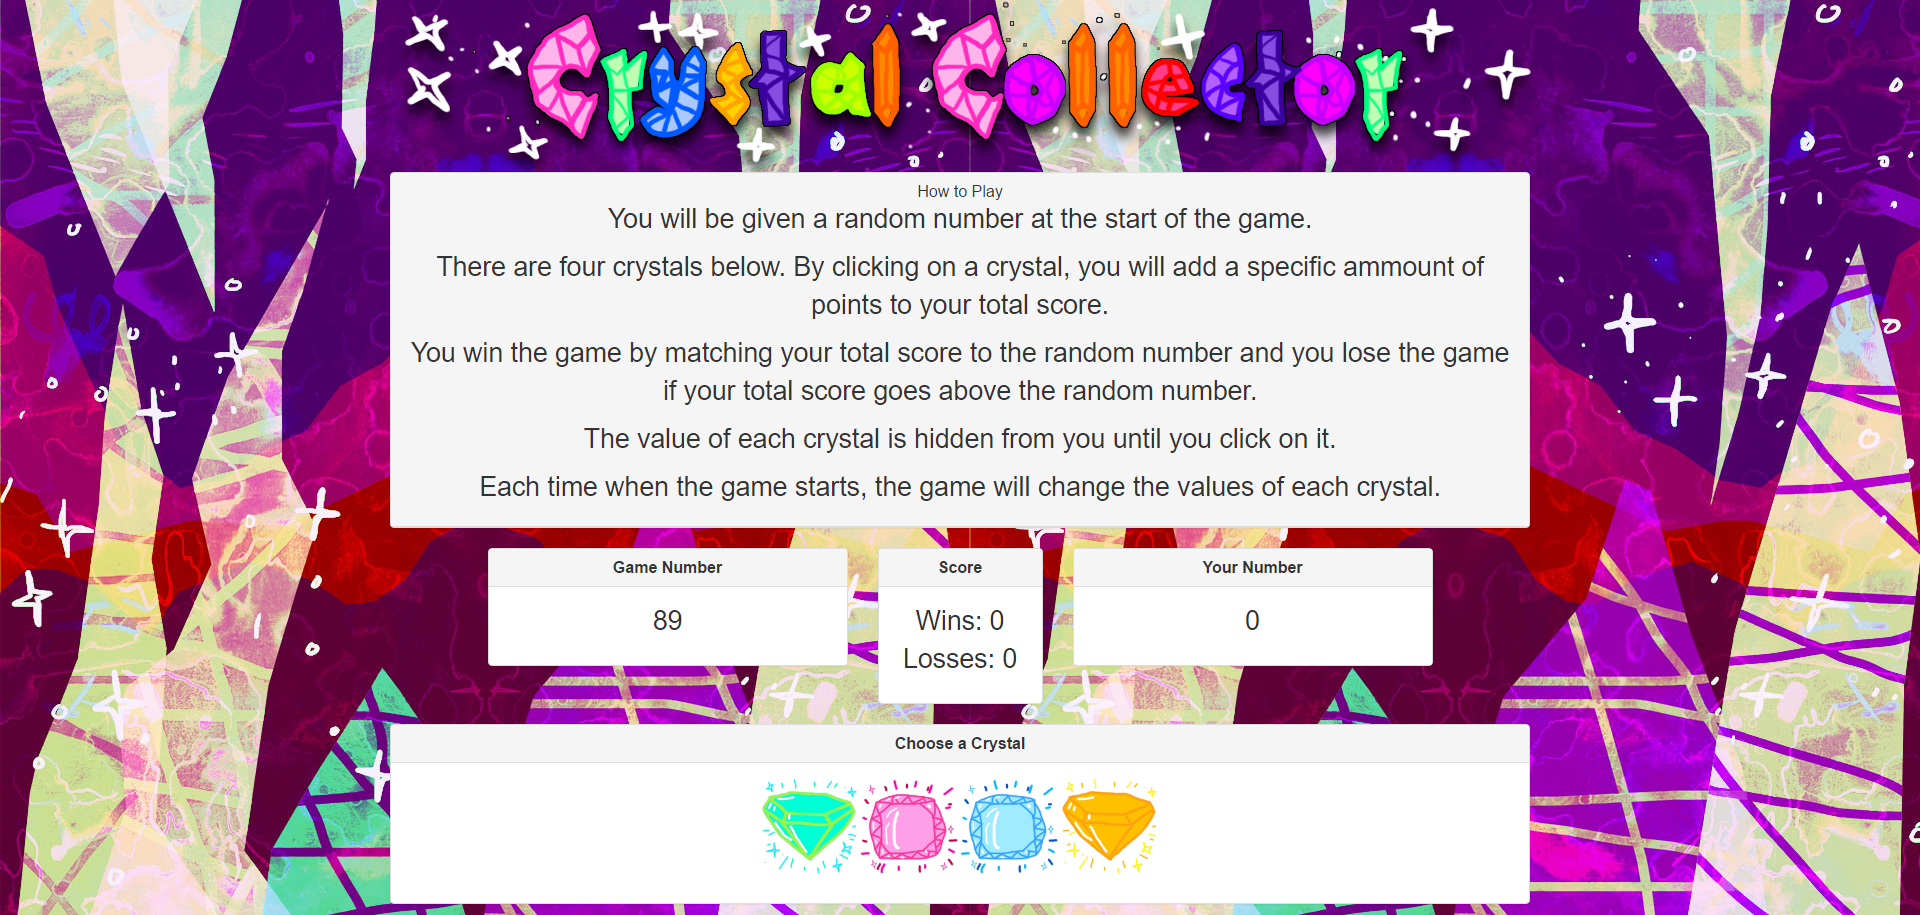 Crystal Collector
How to Play
You will be given a random number at the start of the game.
There are four crystals below. By clicking on a crystal, you will add a specific ammount of
points to your total score.
You win the game by matching your total score to the random number and you lose the game
if your total score goes above the random number.
The value of each crystal is hidden from you until you click on it.
Each time when the game starts, the game will change the values of each crystal.
Game Number
89
Score
Wins: 0
Losses: 0
Your Number
0
Choose a Crystal